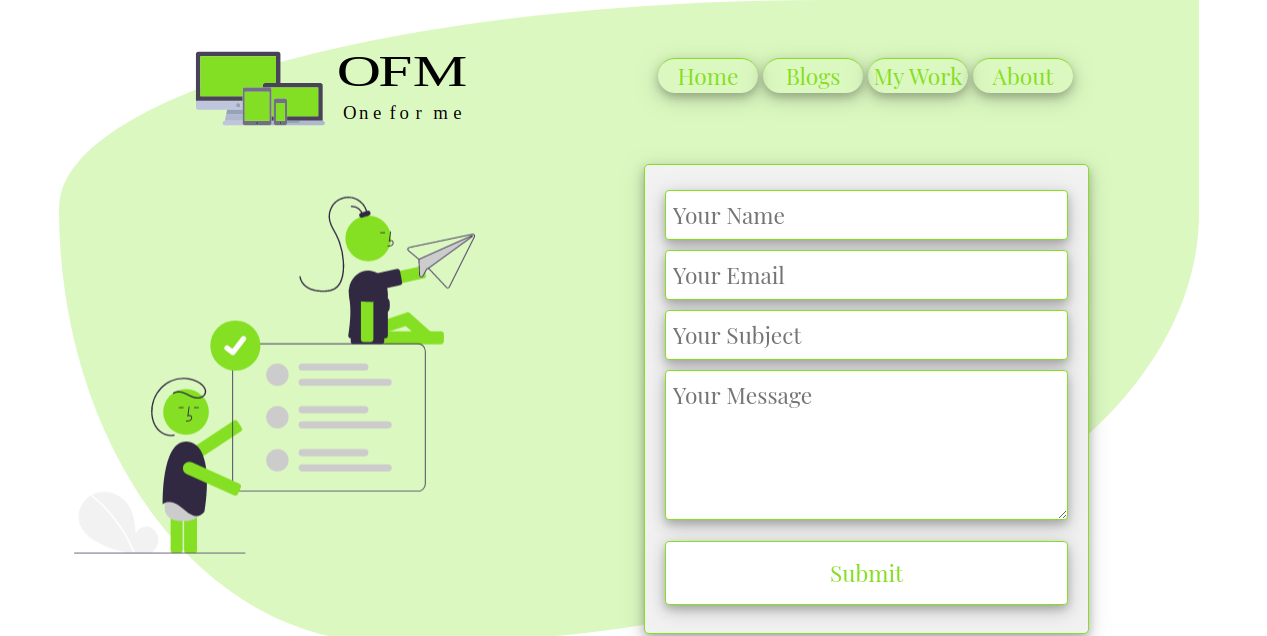 OFM
One for me
Home Blogs My Work About
Your Name
Your Email
Your Subject
Your Message
Submit